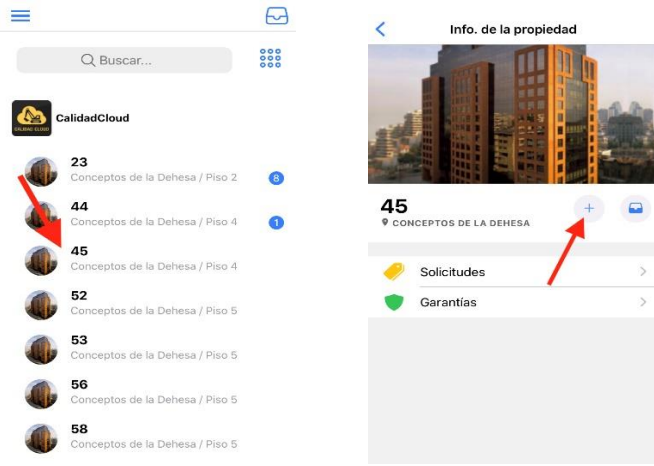 Buscar...
CALIDAD CLOUD
CalidadCloud
23
Conceptos de la Dehesa / Piso 2
8
44
Conceptos de la Dehesa / Piso 4
1
45
Conceptos de la Dehesa / Piso 4
52
Conceptos de la Dehesa / Piso 5
53
Conceptos de la Dehesa / Piso 5
56
Conceptos de la Dehesa / Piso 5
58
Conceptos de la Dehesa / Piso 5
Info. de la propiedad
45
CONCEPTOS DE LA DEHESA
Solicitudes
Garantías